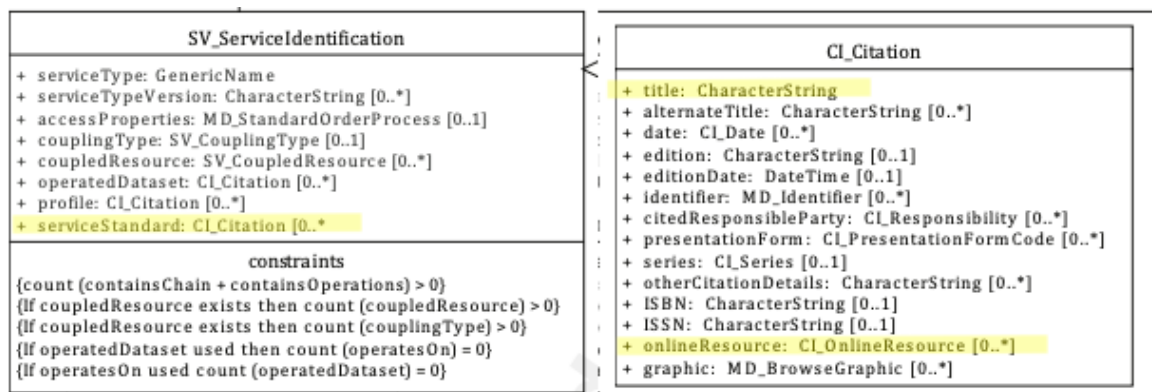 SV_ServiceIdentification
+ serviceType: GenericName
+ serviceTypeVersion: CharacterString [0..*]
+ accessProperties: MD_StandardOrderProcess [0..1]
+ couplingType: SV_CouplingType [0..1]
+ coupledResource: SV_CoupledResource [0..*]
+ operatedDataset: CI_Citation [0..*]
+ profile: CI_Citation [0..*]
+ serviceStandard: CI_Citation [0..*
constraints
{count (containsChain + containsOperations) > 0}
{If coupledResource exists then count (coupledResource) > 0}
{If coupledResource exists then count (couplingType) > 0}
{If operatedDataset used then count (operatesOn) = 0}
{If operatesOn used count (operatedDataset) = 0}
CI_Citation
+ title: CharacterString
+ alternateTitle: CharacterString [0..*]
+ date: CI_Date [0..*]
+ edition: CharacterString [0..1]
+ editionDate: DateTime [0..1]
+ identifier: MD_Identifier [0..*]
+ citedResponsibleParty: CI_Responsibility [0..*]
+ presentationForm: CI_PresentationFormCode [0..*]
+ series: CI_Series [0..1]
+ otherCitationDetails: CharacterString [0..*]
+ ISBN: CharacterString [0..1]
+ ISSN: CharacterString [0..1]
+ onlineResource: CI_OnlineResource [0..*]
+ graphic: MD_BrowseGraphic [0..*]